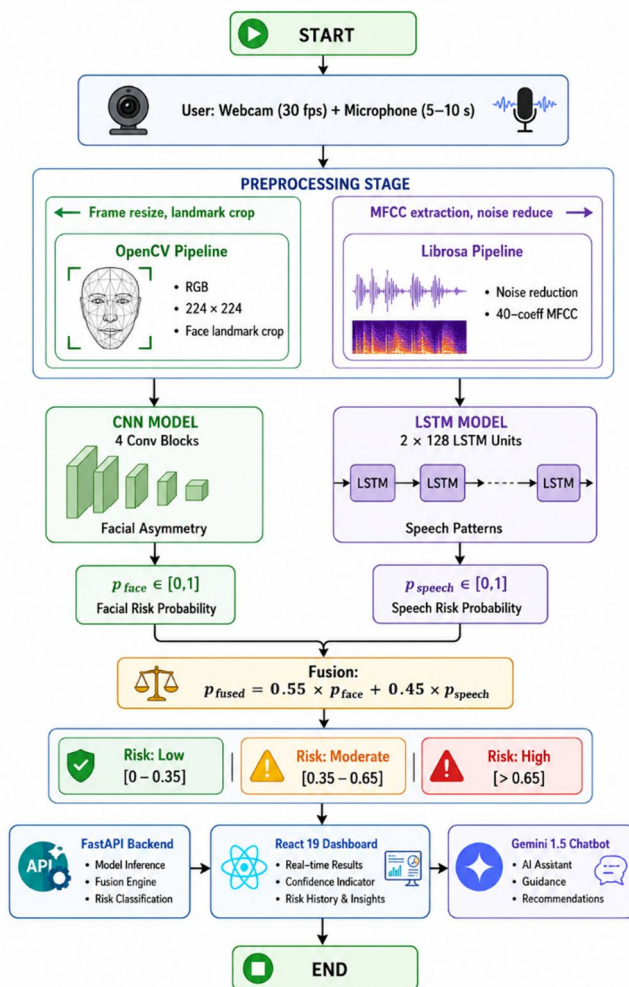 START
User: Webcam (30 fps) + Microphone (5–10 s)
PREPROCESSING STAGE
Frame resize, landmark crop
OpenCV Pipeline
• RGB
• 224 × 224
• Face landmark crop
MFCC extraction, noise reduce
Librosa Pipeline
• Noise reduction
• 40-coeff MFCC
CNN MODEL
4 Conv Blocks
Facial Asymmetry
LSTM MODEL
2 × 128 LSTM Units
LSTM LSTM LSTM
Speech Patterns
p face ∈ [0,1]
Facial Risk Probability
p speech ∈ [0,1]
Speech Risk Probability
Fusion:
p fused = 0.55 × p face + 0.45 × p speech
Risk: Low
[0 – 0.35]
Risk: Moderate
[0.35 – 0.65]
Risk: High
[> 0.65]
API
FastAPI Backend
• Model Inference
• Fusion Engine
• Risk Classification
React 19 Dashboard
• Real-time Results
• Confidence Indicator
• Risk History & Insights
Gemini 1.5 Chatbot
• AI Assistant
• Guidance
• Recommendations
END